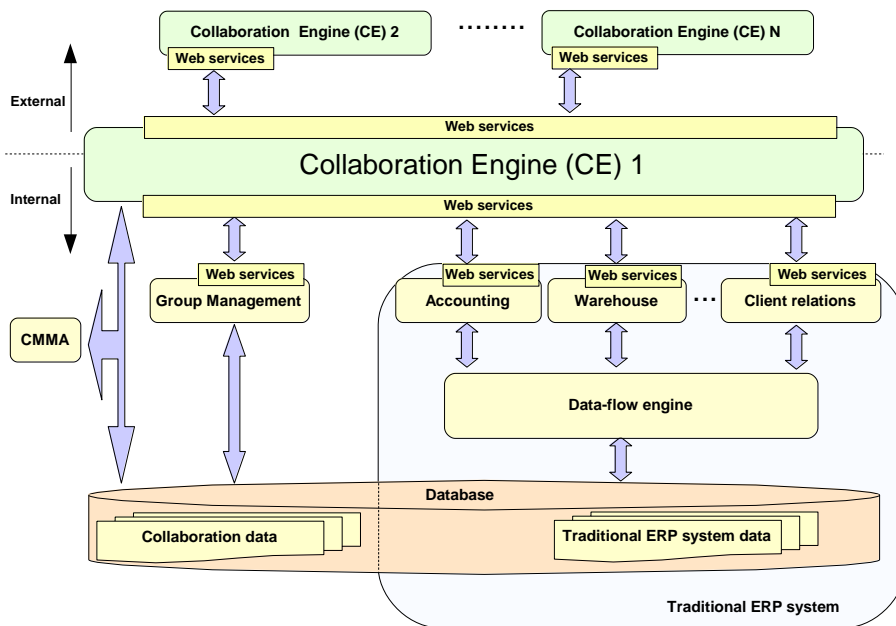 Collaboration Engine (CE) 2
........
Collaboration Engine (CE) N
Web services
Web services
External
Web services
Collaboration Engine (CE) 1
Internal
Web services
Web services
Web services
Web services
Web services
Group Management
Accounting
Warehouse
...
Client relations
CMMA
Data-flow engine
Database
Collaboration data
Traditional ERP system data
Traditional ERP system